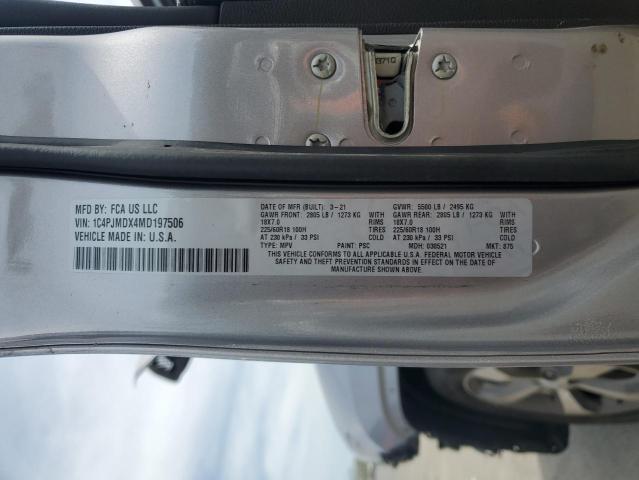 371G
MFD BY: FCA US LLC
VIN: 1C4PJMDX4MD197506
VEHICLE MADE IN: U.S.A.
DATE OF MFR (BUILT): 3-21
GAWR FRONT: 2805 LB / 1273 KG WITH
18X7.0 RIMS
225/60R18 100H TIRES
AT 230 kPa / 33 PSI COLD
GVWR: 5500 LB / 2495 KG
GAWR REAR: 2805 LB / 1273 KG WITH
18X7.0 RIMS
225/60R18 100H TIRES
AT 230 kPa / 33 PSI COLD
TYPE: MPV PAINT: PSC MDH: 030521 MKT: 875
THIS VEHICLE CONFORMS TO ALL APPLICABLE U.S.A. FEDERAL MOTOR VEHICLE
SAFETY AND THEFT PREVENTION STANDARDS IN EFFECT ON THE DATE OF
MANUFACTURE SHOWN ABOVE.